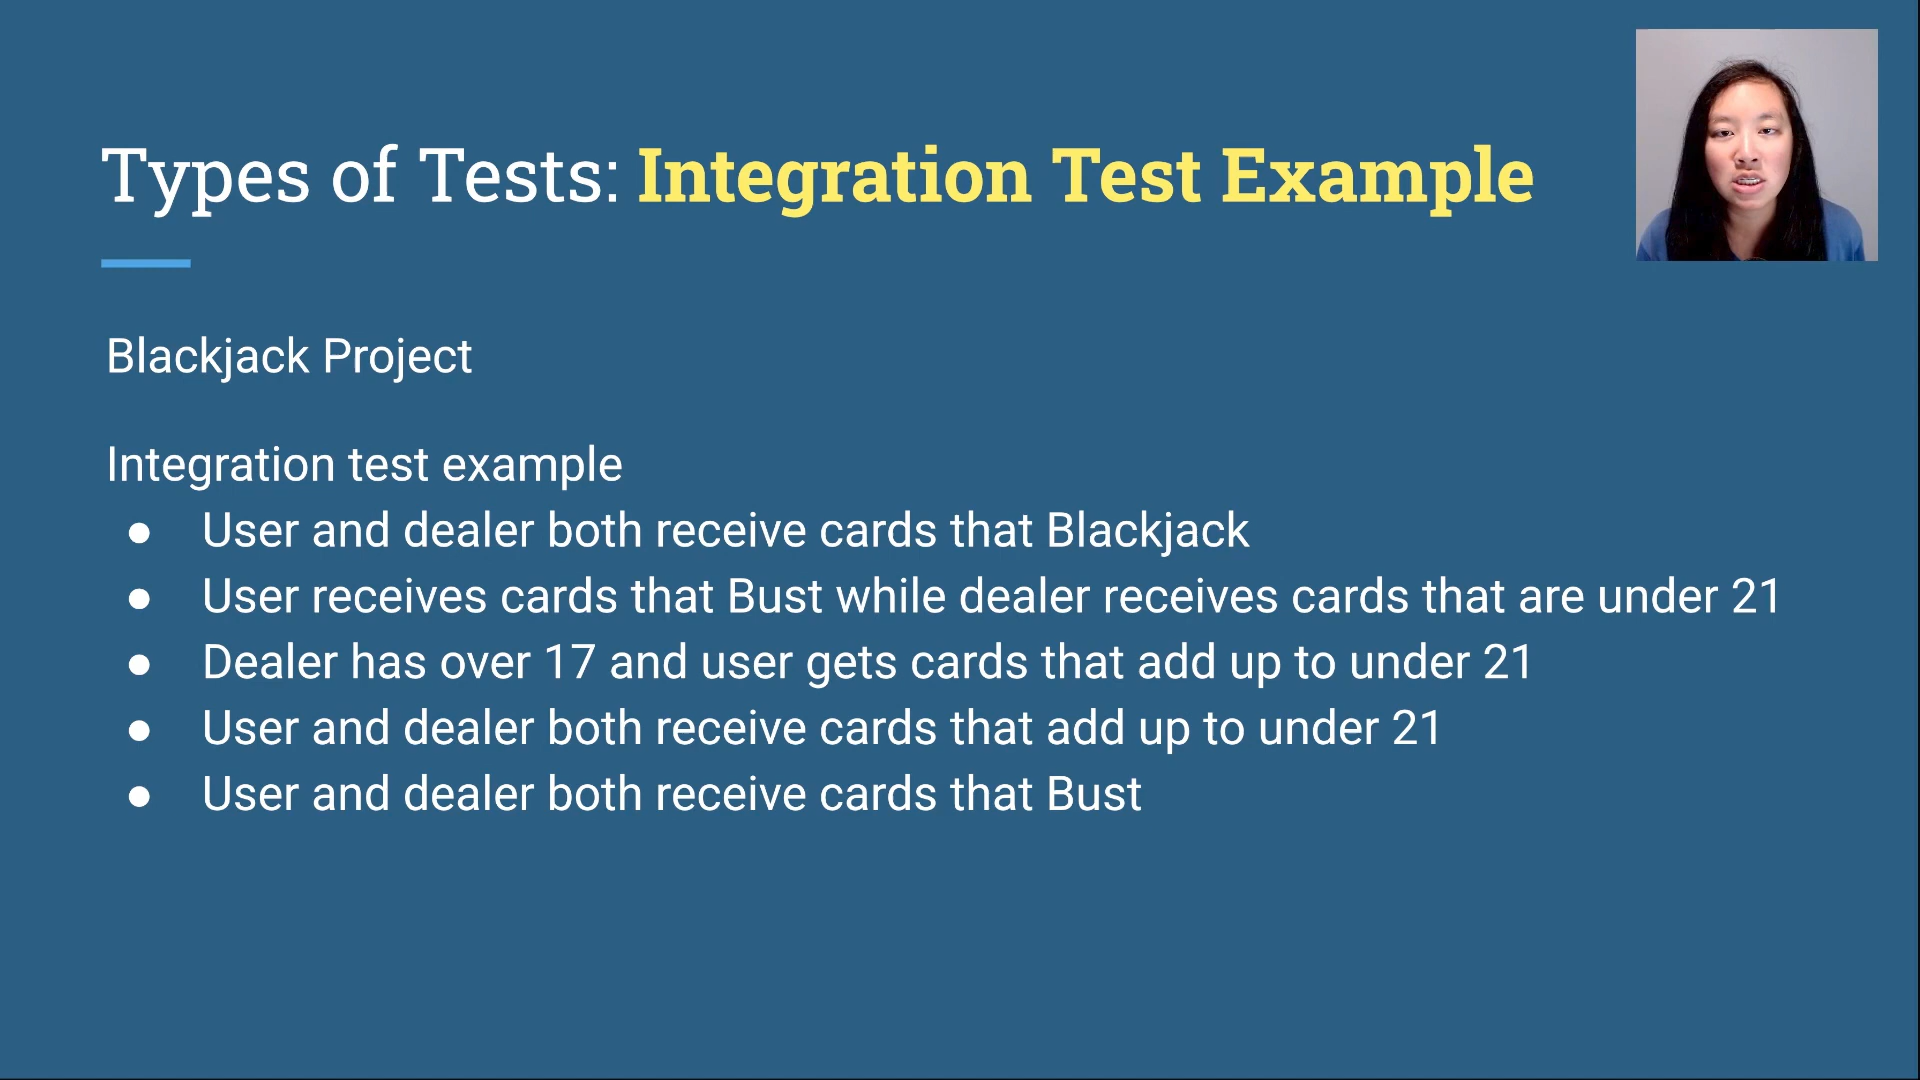 Types of Tests: Integration Test Example
Blackjack Project
Integration test example
● User and dealer both receive cards that Blackjack
● User receives cards that Bust while dealer receives cards that are under 21
● Dealer has over 17 and user gets cards that add up to under 21
● User and dealer both receive cards that add up to under 21
● User and dealer both receive cards that Bust